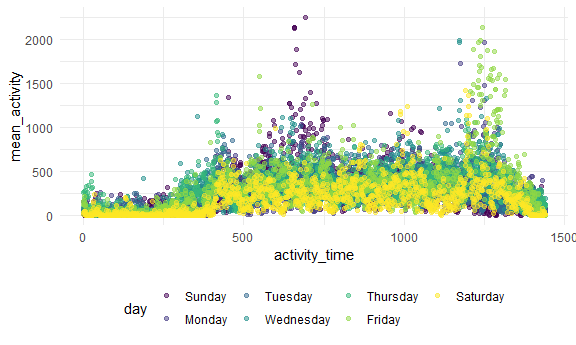 2000
1500
1000
500
0
mean_activity
0 500 1000 1500
activity_time
day
Sunday Tuesday Thursday Saturday
Monday Wednesday Friday